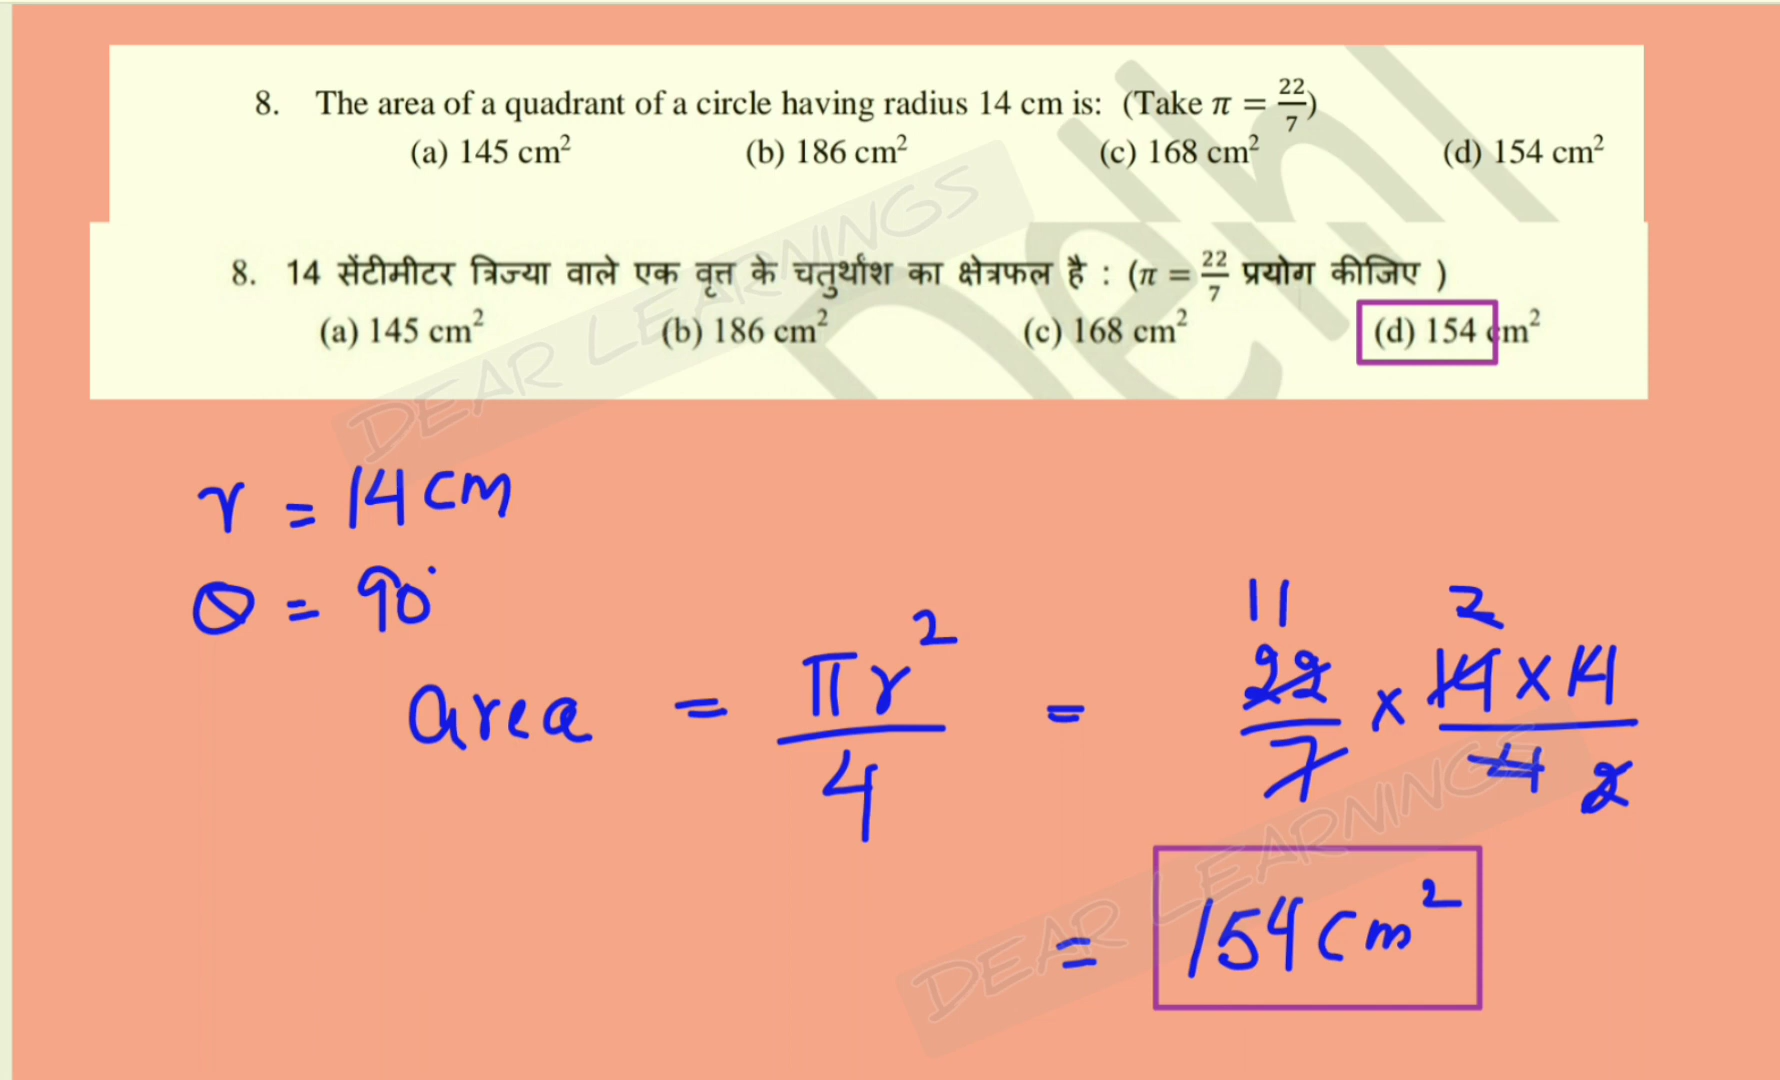 8. The area of a quadrant of a circle having radius 14 cm is: (Take π = 22/7)
(a) 145 cm² (b) 186 cm² (c) 168 cm² (d) 154 cm²
8. 14 सेंटीमीटर त्रिज्या वाले एक वृत्त के चतुर्थांश का क्षेत्रफल है : (π = 22/7 प्रयोग कीजिए )
(a) 145 cm² (b) 186 cm² (c) 168 cm² (d) 154 cm²
r = 14 cm
θ = 90°
area = πr²/4 = 22/7 × 14 × 14/4
11 2
2
= 154 cm²
Delhi
DEAR LEARNINGS
DEAR LEARNINGS